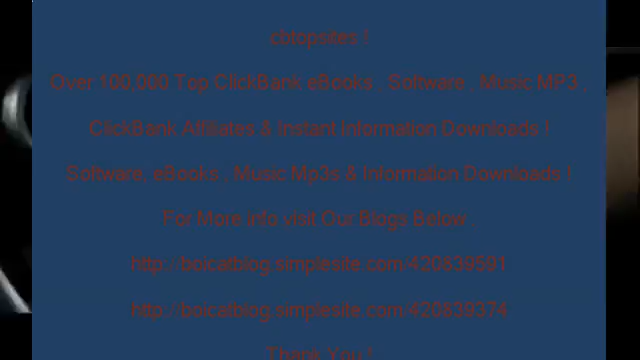 cbtopsites !
Over 100,000 Top ClickBank eBooks , Software , Music MP3 ,
ClickBank Affiliates & Instant Information Downloads !
Software, eBooks , Music Mp3s & Information Downloads !
For More info visit Our Blogs Below :
http://boicatblog.simplesite.com/420839591
http://boicatblog.simplesite.com/420839374
Thank You !